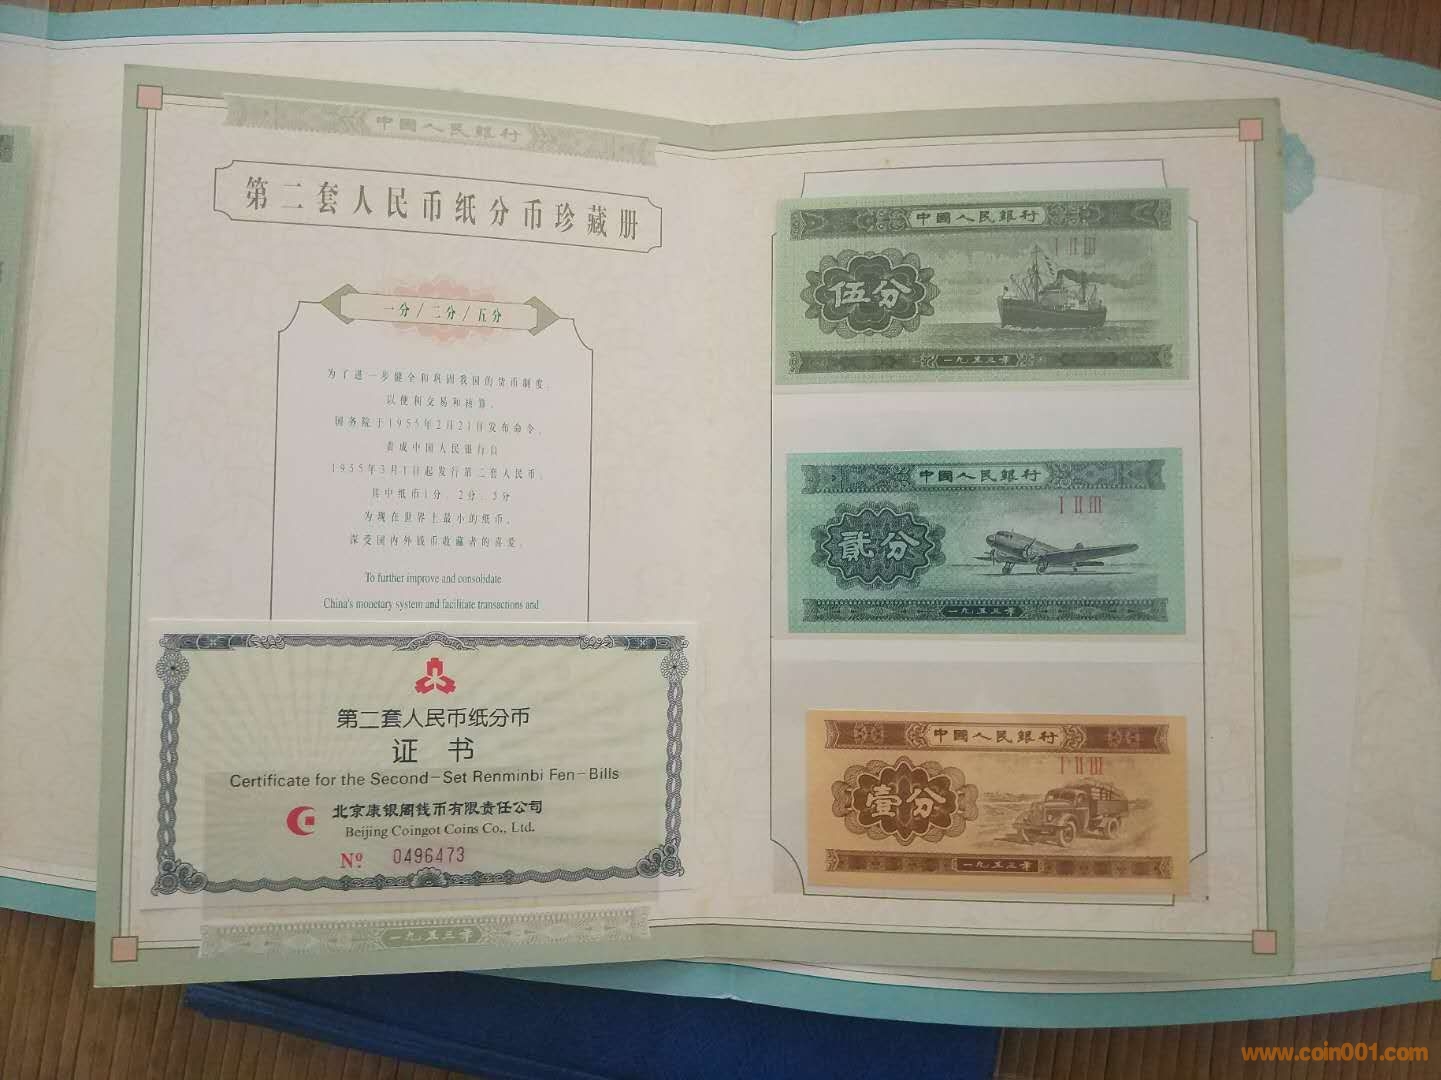 中國人民銀行
第二套人民币纸分币珍藏册
一分/二分/五分
为了进一步健全和巩固我国的货币制度,
以便利交易和核算,
国务院于1955年2月21日发布命令,
责成中国人民银行自
1955年3月1日起发行第二套人民币,
其中纸币1分、2分、5分
为现在世界上最小的纸币,
深受国内外钱币收藏者的喜爱。
To further improve and consolidate
China's monetary system and facilitate transactions and
第二套人民币纸分币
证书
Certificate for the Second-Set Renminbi Fen-Bills
北京康银阁钱币有限责任公司
Beijing Coingot Coins Co., Ltd.
Nº 0496473
一九五三年
中國人民銀行
I II III
伍分
一九五三年
中國人民銀行
I II III
貳分
一九五三年
中國人民銀行
I II III
壹分
一九五三年
www.coin001.com